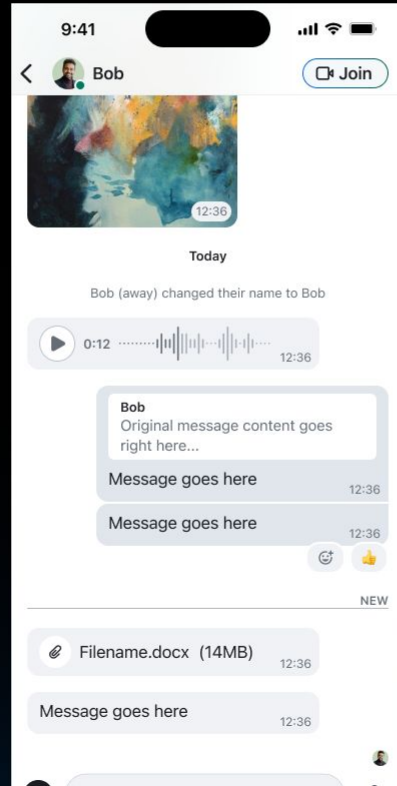 9:41
Bob
Join
12:36
Today
Bob (away) changed their name to Bob
0:12
12:36
Bob
Original message content goes
right here...
Message goes here
12:36
Message goes here
12:36
NEW
Filename.docx (14MB)
12:36
Message goes here
12:36